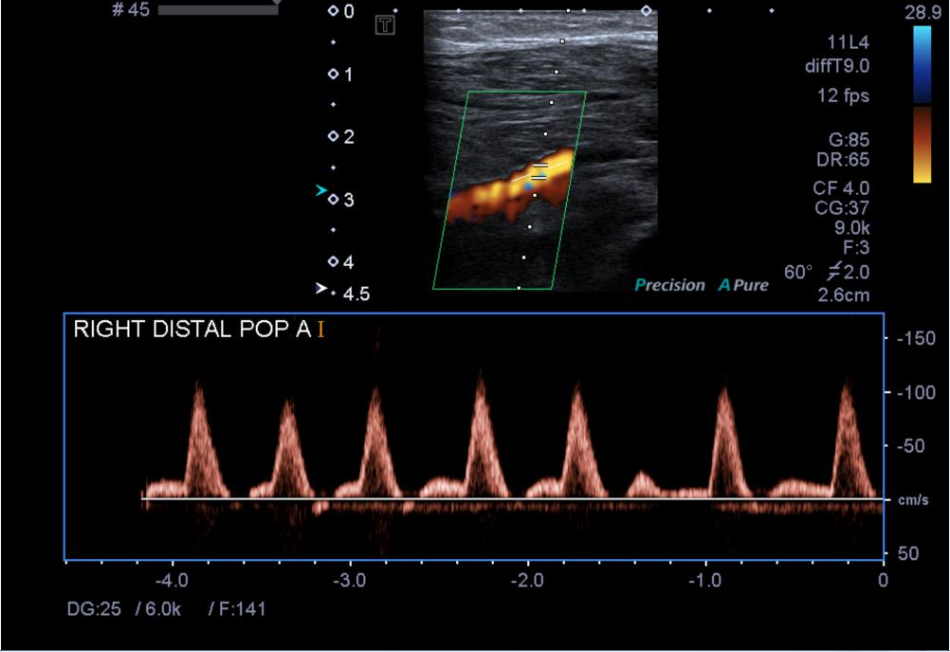 #45
0
1
2
3
4
4.5
T
28.9
11L4
diffT9.0
12 fps
G:85
DR:65
CF 4.0
CG:37
9.0k
F:3
60° 2.0
2.6cm
Precision APure
RIGHT DISTAL POP A
-150
-100
-50
cm/s
50
-4.0 -3.0 -2.0 -1.0 0
DG:25 / 6.0k / F:141